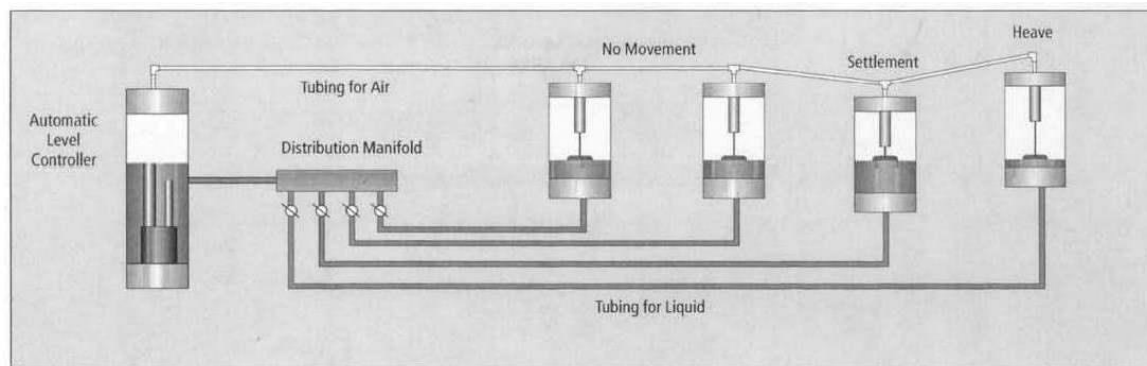 Heave
No Movement
Settlement
Tubing for Air
Automatic
Level
Controller
Distribution Manifold
Tubing for Liquid